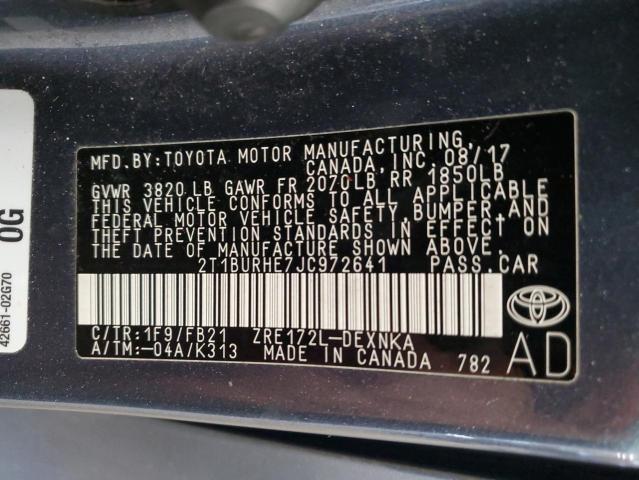 MFD.BY:TOYOTA MOTOR MANUFACTURING,
CANADA,INC. 08/17
GVWR 3820 LB GAWR FR 2070LB,RR 1850LB
THIS VEHICLE CONFORMS TO ALL APPLICABLE
FEDERAL MOTOR VEHICLE SAFETY,BUMPER,AND
THEFT PREVENTION STANDARDS IN EFFECT ON
THE DATE OF MANUFACTURE SHOWN ABOVE.
2T1BURHE7JC972641 PASS.CAR
C/TR:1F9/FB21 ZRE172L-DEXNKA
A/TM:-04A/K313 MADE IN CANADA 782
AD
0G
42661-02G70